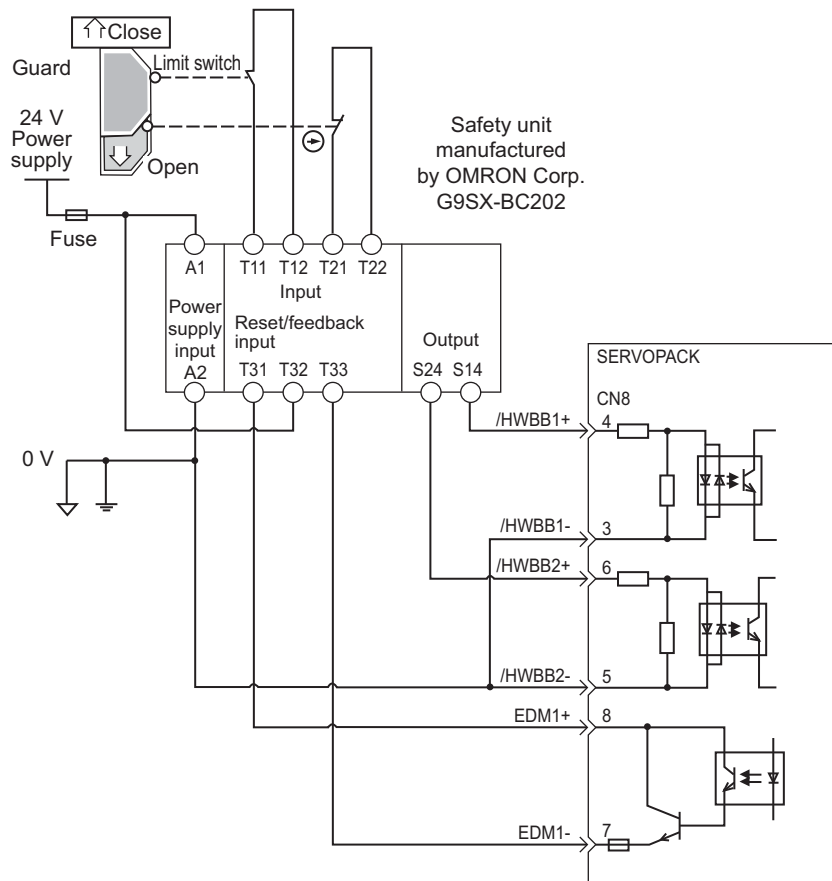 Close
Guard
Limit switch
24 V
Power
supply
Open
Fuse
Safety unit
manufactured
by OMRON Corp.
G9SX-BC202
A1
T11
T12
T21
T22
Input
Power
supply
input
Reset/feedback
input
Output
A2
T31
T32
T33
S24
S14
SERVOPACK
CN8
/HWBB1+
4
0 V
/HWBB1-
3
/HWBB2+
6
/HWBB2-
5
EDM1+
8
EDM1-
7